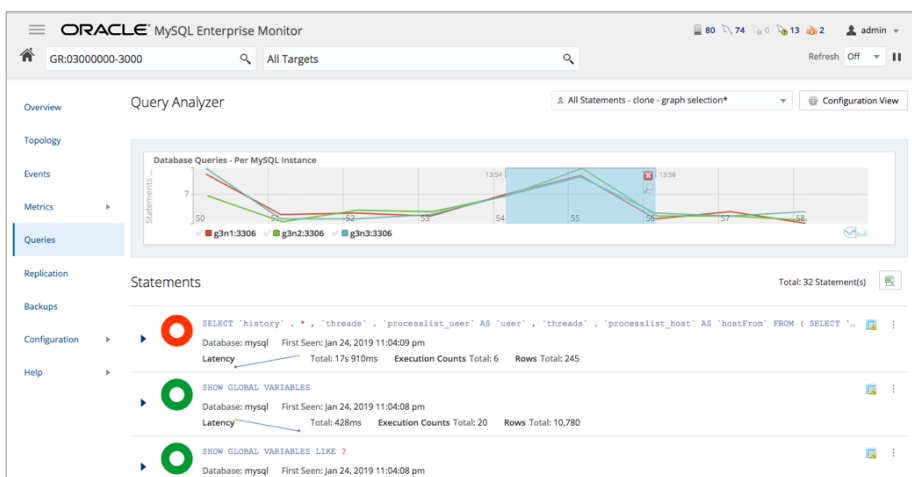 ORACLE MySQL Enterprise Monitor
80 74 0 13 2 admin
GR:03000000-3000 All Targets Refresh Off
Overview
Topology
Events
Metrics
Queries
Replication
Backups
Configuration
Help
Query Analyzer
All Statements - clone - graph selection* Configuration View
Database Queries - Per MySQL Instance
Statements ...
13:54 13:56
7
50 51 52 53 54 55 56 57 58
g3n1:3306 g3n2:3306 g3n3:3306
Statements Total: 32 Statement(s)
SELECT `history` . * , `threads` . `processlist_user` AS `user` , `threads` . `processlist_host` AS `hostFrom` FROM ( SELECT `...
Database: mysql First Seen: Jan 24, 2019 11:04:09 pm
Latency Total: 17s 910ms Execution Counts Total: 6 Rows Total: 245
SHOW GLOBAL VARIABLES
Database: mysql First Seen: Jan 24, 2019 11:04:08 pm
Latency Total: 428ms Execution Counts Total: 20 Rows Total: 10,780
SHOW GLOBAL VARIABLES LIKE ?
Database: mysql First Seen: Jan 24, 2019 11:04:08 pm